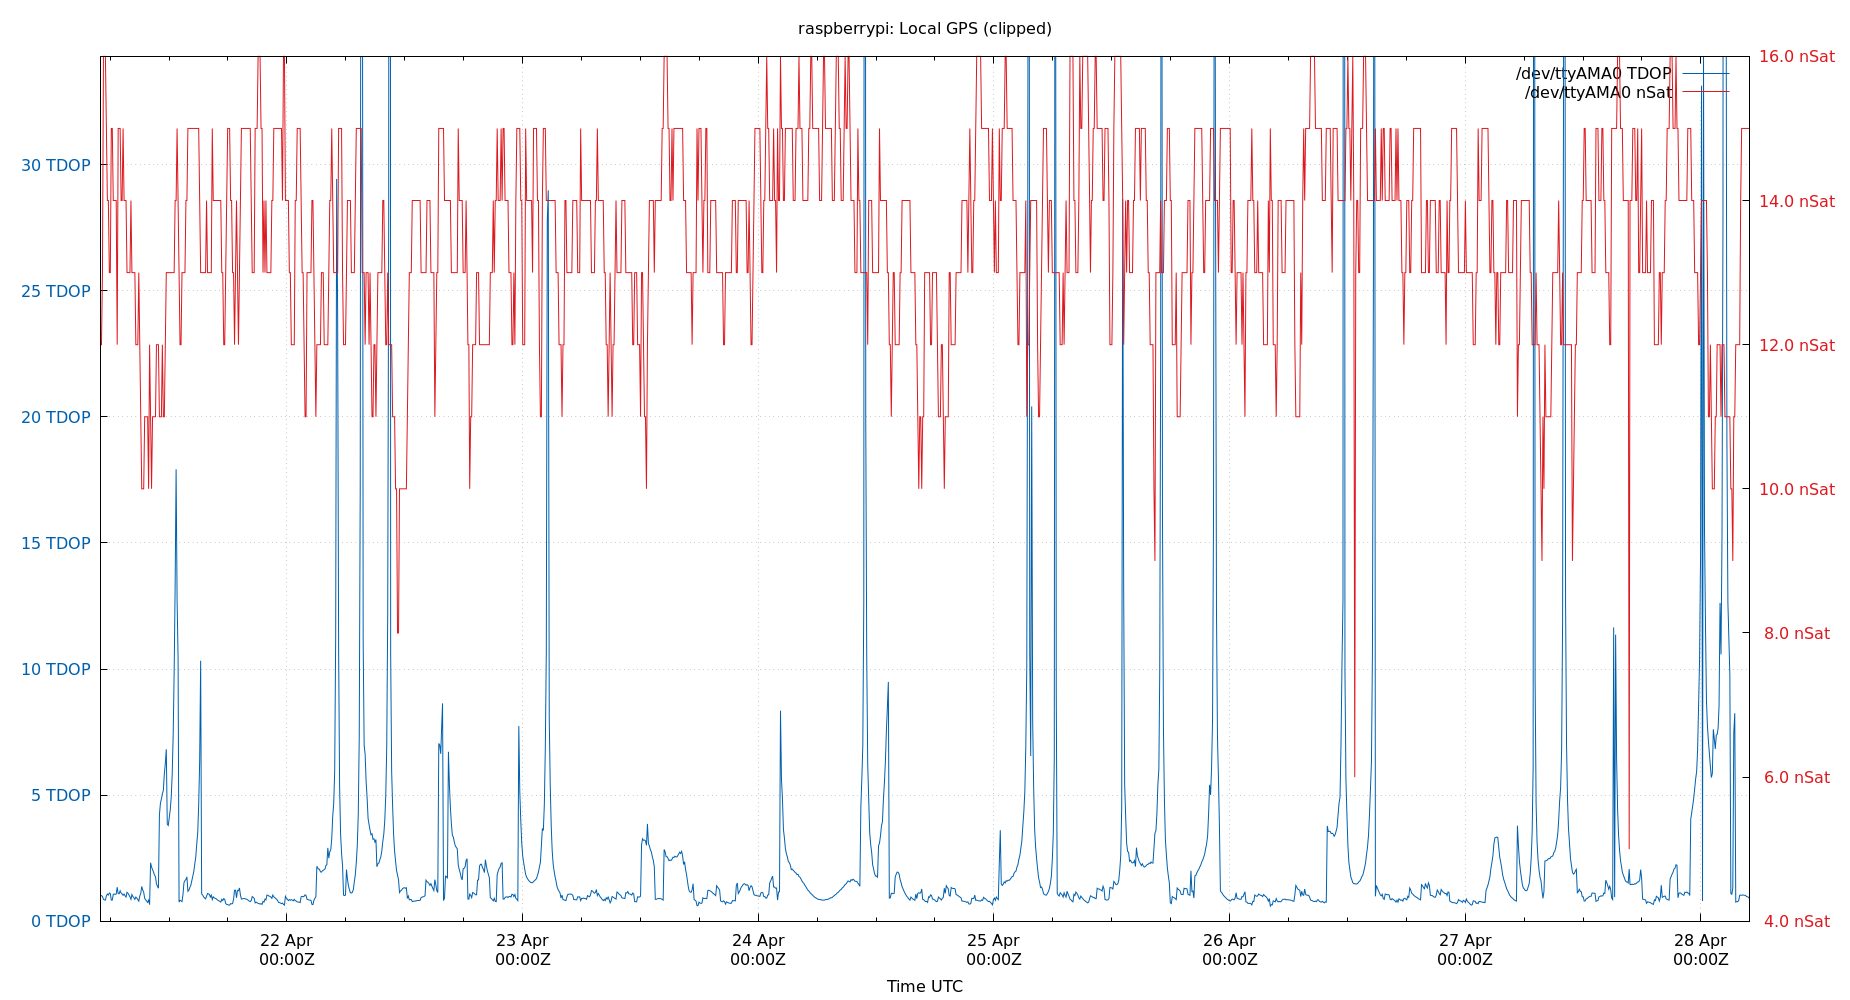 raspberrypi: Local GPS (clipped)
/dev/ttyAMA0 TDOP
/dev/ttyAMA0 nSat
30 TDOP
25 TDOP
20 TDOP
15 TDOP
10 TDOP
5 TDOP
0 TDOP
16.0 nSat
14.0 nSat
12.0 nSat
10.0 nSat
8.0 nSat
6.0 nSat
4.0 nSat
22 Apr
00:00Z
23 Apr
00:00Z
24 Apr
00:00Z
25 Apr
00:00Z
26 Apr
00:00Z
27 Apr
00:00Z
28 Apr
00:00Z
Time UTC